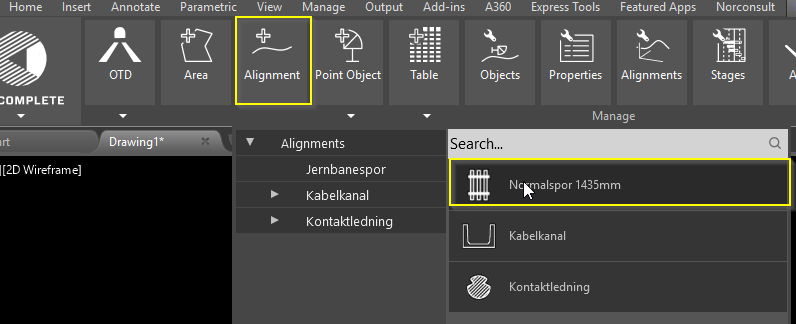 Home Insert Annotate Parametric View Manage Output Add-ins A360 Express Tools Featured Apps Norconsult
COMPLETE OTD Area Alignment Point Object Table Objects Properties Alignments Stages
Manage
Drawing1*
Alignments Search...
[2D Wireframe] Jernbanespor Normalspor 1435mm
Kabelkanal
Kontaktledning Kabelkanal
Kontaktledning